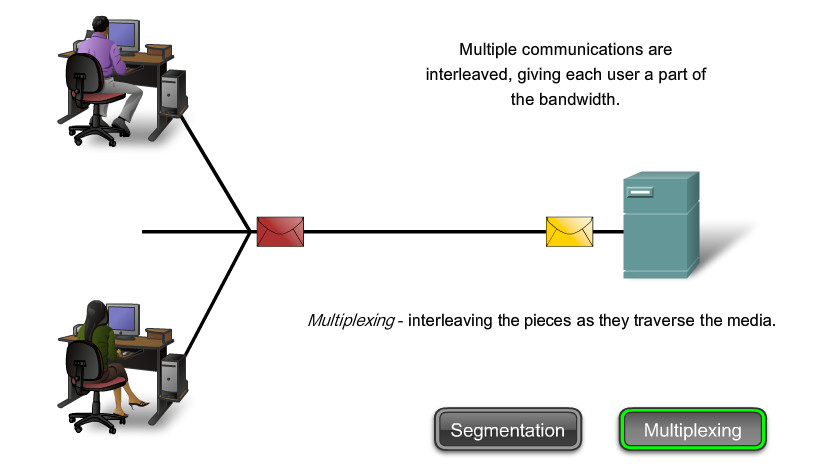 Multiple communications are
interleaved, giving each user a part of
the bandwidth.
Multiplexing - interleaving the pieces as they traverse the media.
Segmentation
Multiplexing